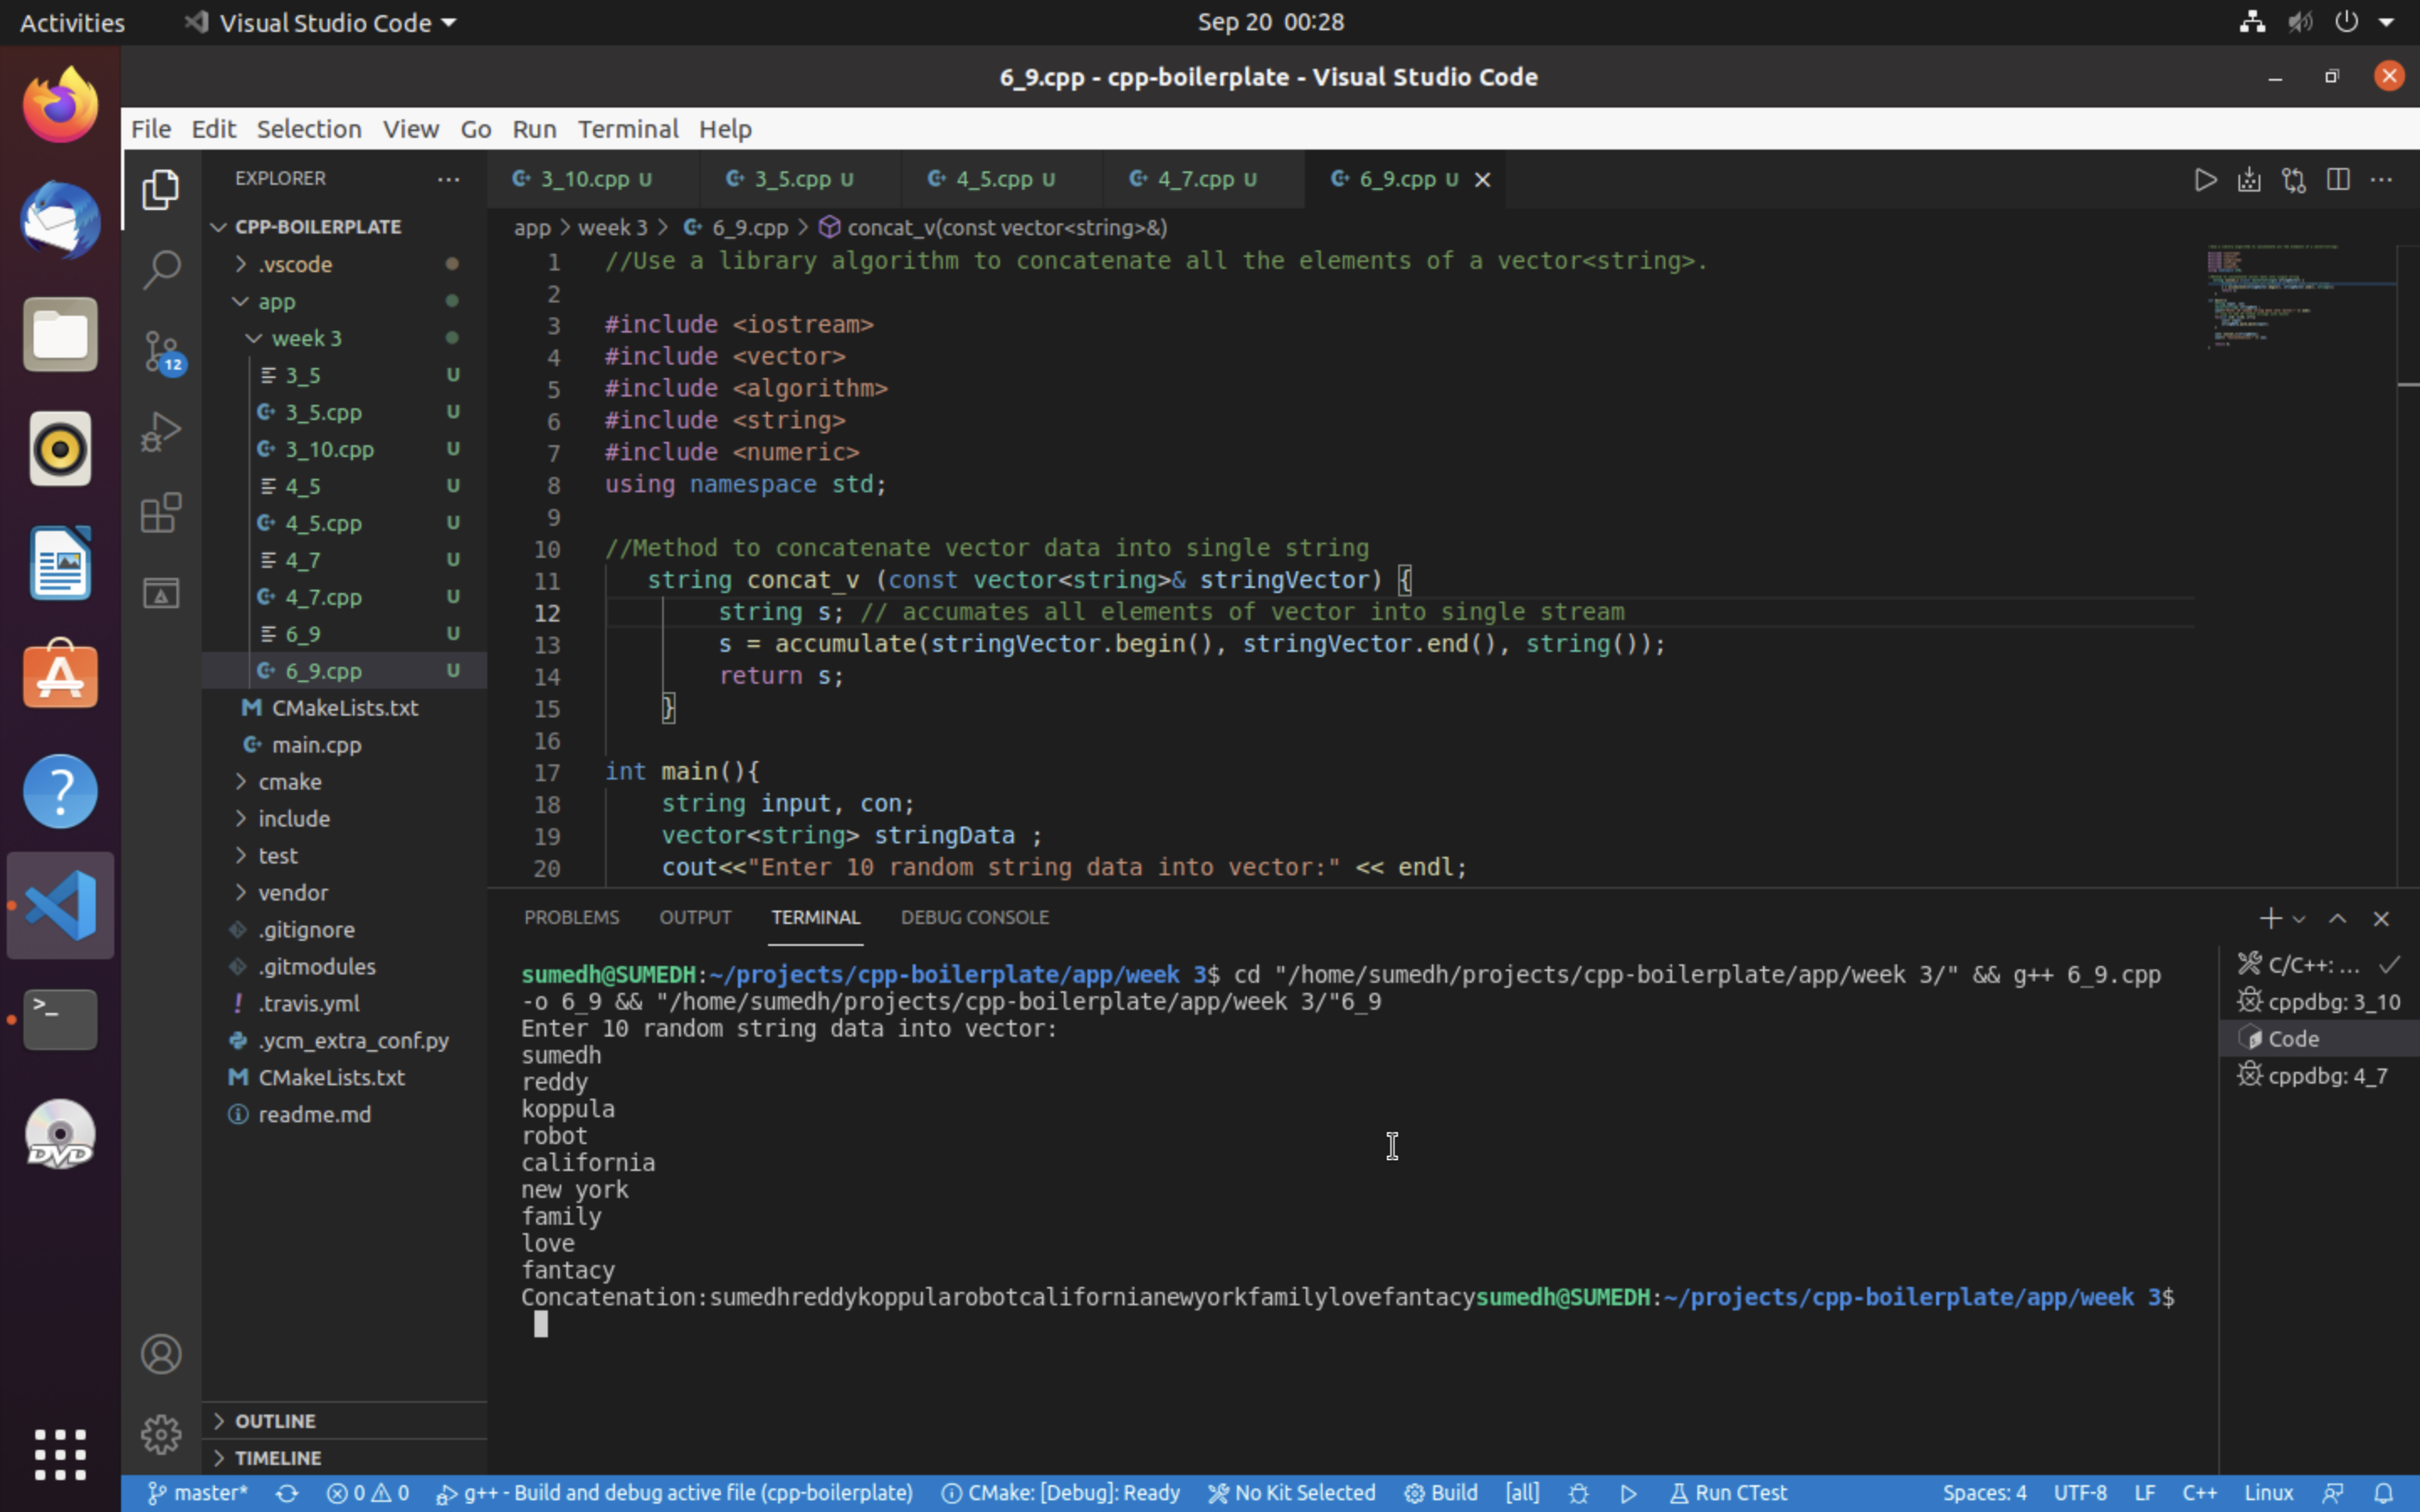 Activities Visual Studio Code Sep 20 00:28
6_9.cpp - cpp-boilerplate - Visual Studio Code
File Edit Selection View Go Run Terminal Help
EXPLORER
CPP-BOILERPLATE
.vscode
app
week 3
3_5 U
3_5.cpp U
3_10.cpp U
4_5 U
4_5.cpp U
4_7 U
4_7.cpp U
6_9 U
6_9.cpp U
CMakeLists.txt
main.cpp
cmake
include
test
vendor
.gitignore
.gitmodules
.travis.yml
.ycm_extra_conf.py
CMakeLists.txt
readme.md
OUTLINE
TIMELINE
12
DVD
3_10.cpp U 3_5.cpp U 4_5.cpp U 4_7.cpp U 6_9.cpp U
app > week 3 > 6_9.cpp > concat_v(const vector<string>&)
1 //Use a library algorithm to concatenate all the elements of a vector<string>.
2
3 #include <iostream>
4 #include <vector>
5 #include <algorithm>
6 #include <string>
7 #include <numeric>
8 using namespace std;
9
10 //Method to concatenate vector data into single string
11 string concat_v (const vector<string>& stringVector) {
12 string s; // accumates all elements of vector into single stream
13 s = accumulate(stringVector.begin(), stringVector.end(), string());
14 return s;
15 }
16
17 int main(){
18 string input, con;
19 vector<string> stringData ;
20 cout<<"Enter 10 random string data into vector:" << endl;
PROBLEMS OUTPUT TERMINAL DEBUG CONSOLE
sumedh@SUMEDH:~/projects/cpp-boilerplate/app/week 3$ cd "/home/sumedh/projects/cpp-boilerplate/app/week 3/" && g++ 6_9.cpp
-o 6_9 && "/home/sumedh/projects/cpp-boilerplate/app/week 3/"6_9
Enter 10 random string data into vector:
sumedh
reddy
koppula
robot
california
new york
family
love
fantacy
Concatenation:sumedhreddykoppularobotcalifornianewyorkfamilylovefantacysumedh@SUMEDH:~/projects/cpp-boilerplate/app/week 3$
C/C++: ...
cppdbg: 3_10
Code
cppdbg: 4_7
master* 0 0 g++ - Build and debug active file (cpp-boilerplate) CMake: [Debug]: Ready No Kit Selected Build [all] Run CTest Spaces: 4 UTF-8 LF C++ Linux